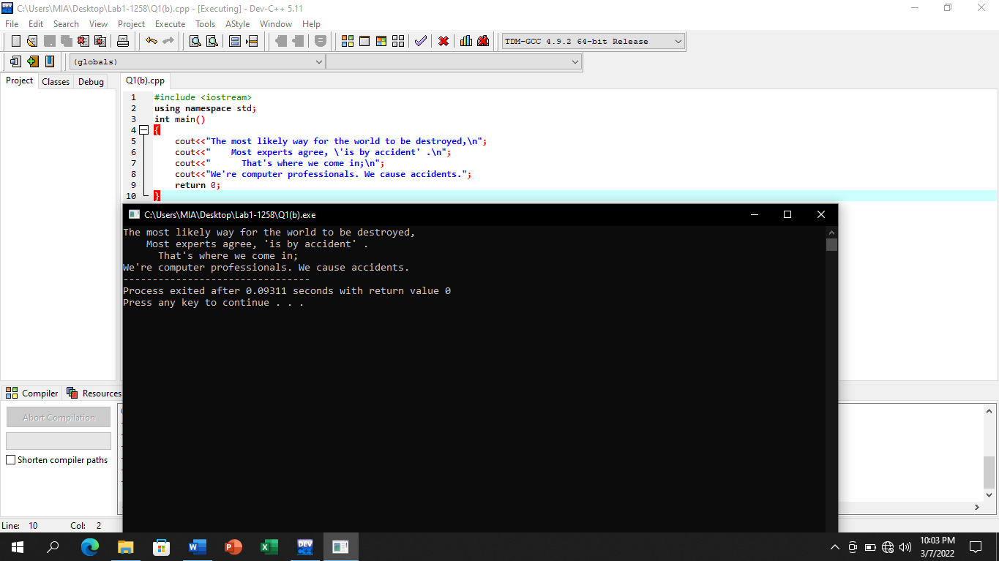 C:\Users\MIA\Desktop\Lab1-1258\Q1(b).cpp - [Executing] - Dev-C++ 5.11
File Edit Search View Project Execute Tools AStyle Window Help
TDM-GCC 4.9.2 64-bit Release
(globals)
Project Classes Debug Q1(b).cpp
1 #include <iostream>
2 using namespace std;
3 int main()
4 {
5     cout<<"The most likely way for the world to be destroyed,\n";
6     cout<<"    Most experts agree, \'is by accident' .\n";
7     cout<<"      That's where we come in;\n";
8     cout<<"We're computer professionals. We cause accidents.";
9     return 0;
10 }
C:\Users\MIA\Desktop\Lab1-1258\Q1(b).exe
The most likely way for the world to be destroyed,
    Most experts agree, 'is by accident' .
      That's where we come in;
We're computer professionals. We cause accidents.
--------------------------------
Process exited after 0.09311 seconds with return value 0
Press any key to continue . . .
Compiler Resources
Abort Compilation
Shorten compiler paths
Line: 10 Col: 2
10:03 PM
3/7/2022